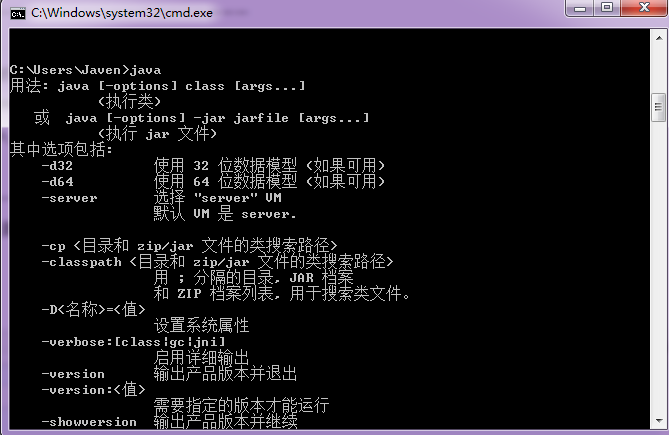 C:\Windows\system32\cmd.exe
C:\Users\Javen>java
用法: java [-options] class [args...]
(执行类)
或  java [-options] -jar jarfile [args...]
(执行 jar 文件)
其中选项包括:
-d32 使用 32 位数据模型 (如果可用)
-d64 使用 64 位数据模型 (如果可用)
-server 选择 "server" VM
默认 VM 是 server.
-cp <目录和 zip/jar 文件的类搜索路径>
-classpath <目录和 zip/jar 文件的类搜索路径>
用 ; 分隔的目录, JAR 档案
和 ZIP 档案列表, 用于搜索类文件。
-D<名称>=<值>
设置系统属性
-verbose:[class|gc|jni]
启用详细输出
-version 输出产品版本并退出
-version:<值>
需要指定的版本才能运行
-showversion 输出产品版本并继续